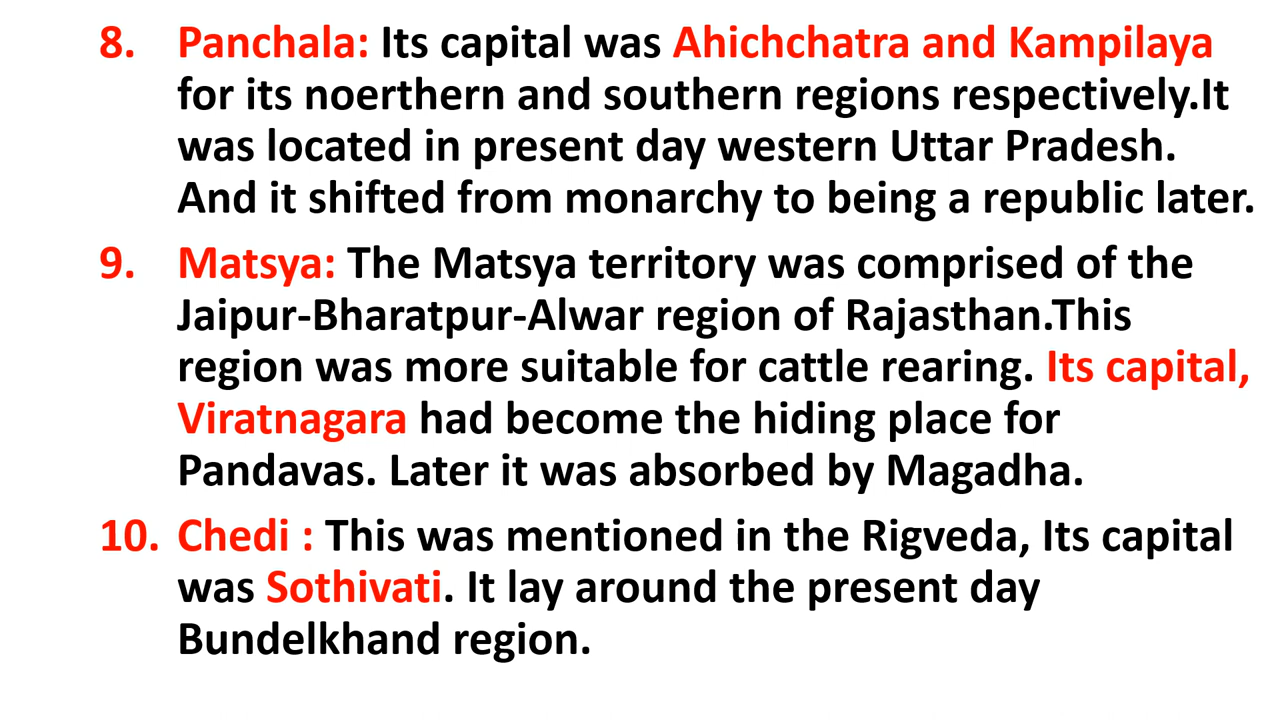 8. Panchala: Its capital was Ahichchatra and Kampilaya
for its noerthern and southern regions respectively.It
was located in present day western Uttar Pradesh.
And it shifted from monarchy to being a republic later.
9. Matsya: The Matsya territory was comprised of the
Jaipur-Bharatpur-Alwar region of Rajasthan.This
region was more suitable for cattle rearing. Its capital,
Viratnagara had become the hiding place for
Pandavas. Later it was absorbed by Magadha.
10. Chedi : This was mentioned in the Rigveda, Its capital
was Sothivati. It lay around the present day
Bundelkhand region.